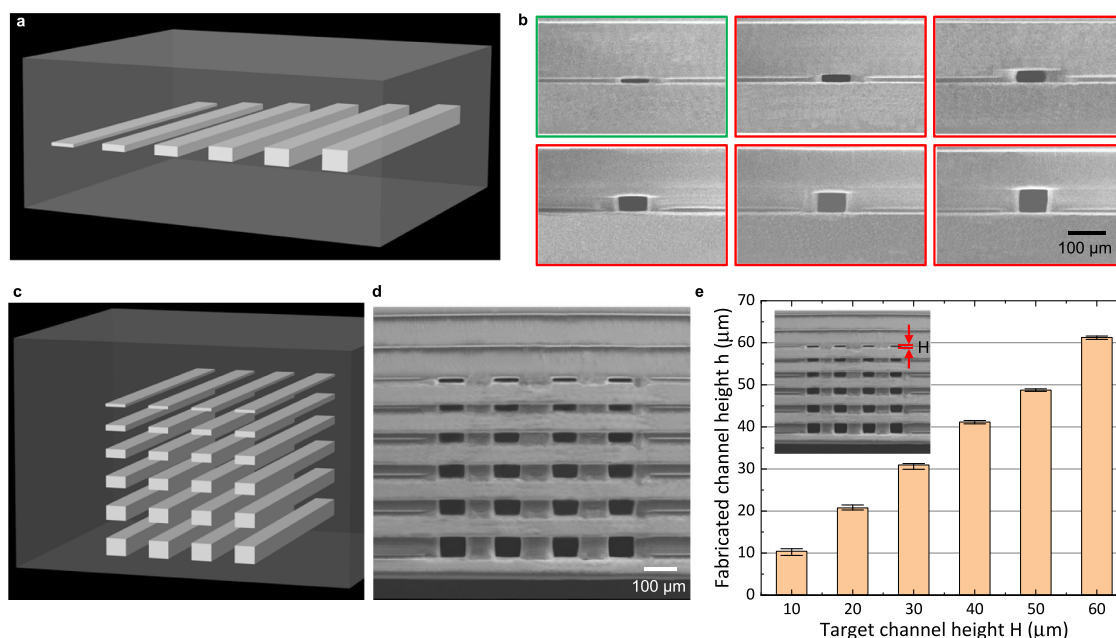 a
b
100 μm
c
d
100 μm
e
Fabricated channel height h (μm)
70
60
50
40
30
20
10
0
H
10 20 30 40 50 60
Target channel height H (μm)